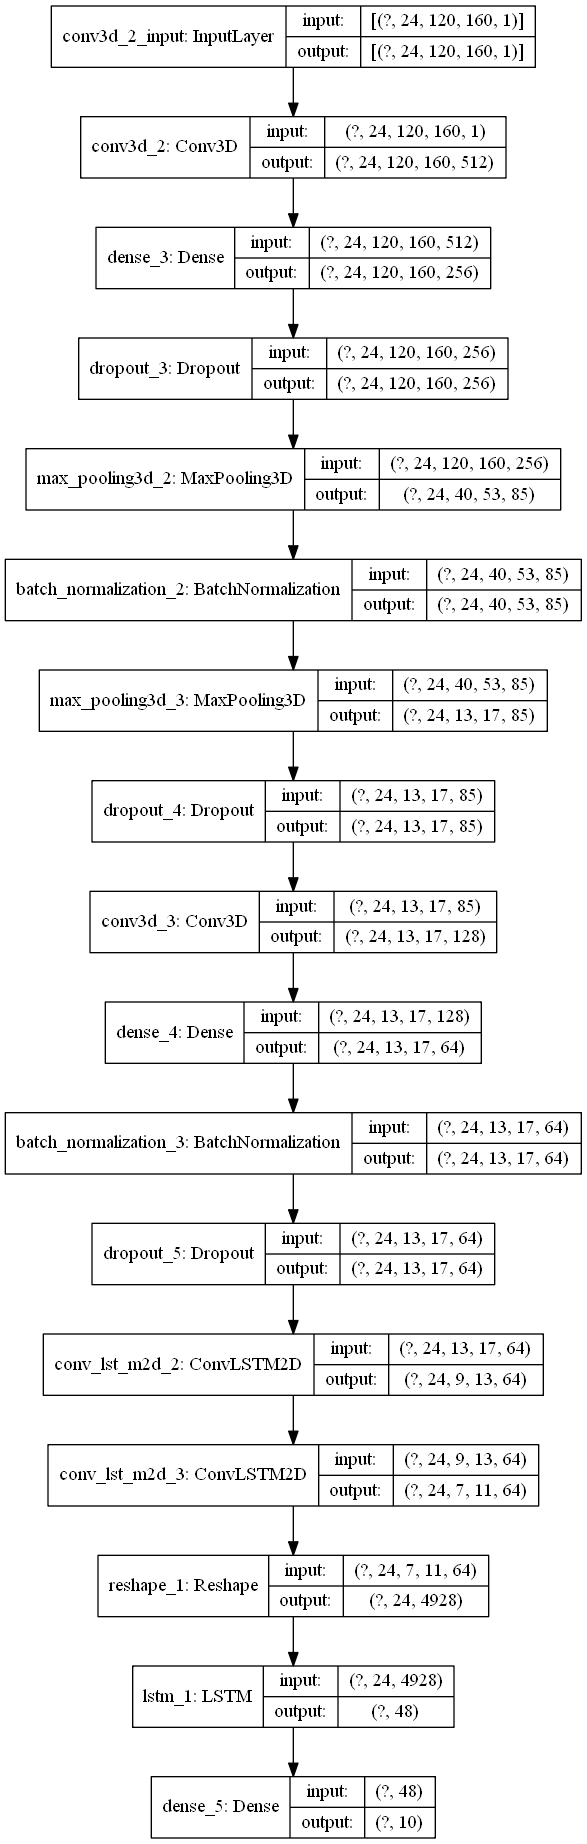 conv3d_2_input: InputLayer
input:
[(?, 24, 120, 160, 1)]
output:
[(?, 24, 120, 160, 1)]
conv3d_2: Conv3D
input:
(?, 24, 120, 160, 1)
output:
(?, 24, 120, 160, 512)
dense_3: Dense
input:
(?, 24, 120, 160, 512)
output:
(?, 24, 120, 160, 256)
dropout_3: Dropout
input:
(?, 24, 120, 160, 256)
output:
(?, 24, 120, 160, 256)
max_pooling3d_2: MaxPooling3D
input:
(?, 24, 120, 160, 256)
output:
(?, 24, 40, 53, 85)
batch_normalization_2: BatchNormalization
input:
(?, 24, 40, 53, 85)
output:
(?, 24, 40, 53, 85)
max_pooling3d_3: MaxPooling3D
input:
(?, 24, 40, 53, 85)
output:
(?, 24, 13, 17, 85)
dropout_4: Dropout
input:
(?, 24, 13, 17, 85)
output:
(?, 24, 13, 17, 85)
conv3d_3: Conv3D
input:
(?, 24, 13, 17, 85)
output:
(?, 24, 13, 17, 128)
dense_4: Dense
input:
(?, 24, 13, 17, 128)
output:
(?, 24, 13, 17, 64)
batch_normalization_3: BatchNormalization
input:
(?, 24, 13, 17, 64)
output:
(?, 24, 13, 17, 64)
dropout_5: Dropout
input:
(?, 24, 13, 17, 64)
output:
(?, 24, 13, 17, 64)
conv_lst_m2d_2: ConvLSTM2D
input:
(?, 24, 13, 17, 64)
output:
(?, 24, 9, 13, 64)
conv_lst_m2d_3: ConvLSTM2D
input:
(?, 24, 9, 13, 64)
output:
(?, 24, 7, 11, 64)
reshape_1: Reshape
input:
(?, 24, 7, 11, 64)
output:
(?, 24, 4928)
lstm_1: LSTM
input:
(?, 24, 4928)
output:
(?, 48)
dense_5: Dense
input:
(?, 48)
output:
(?, 10)